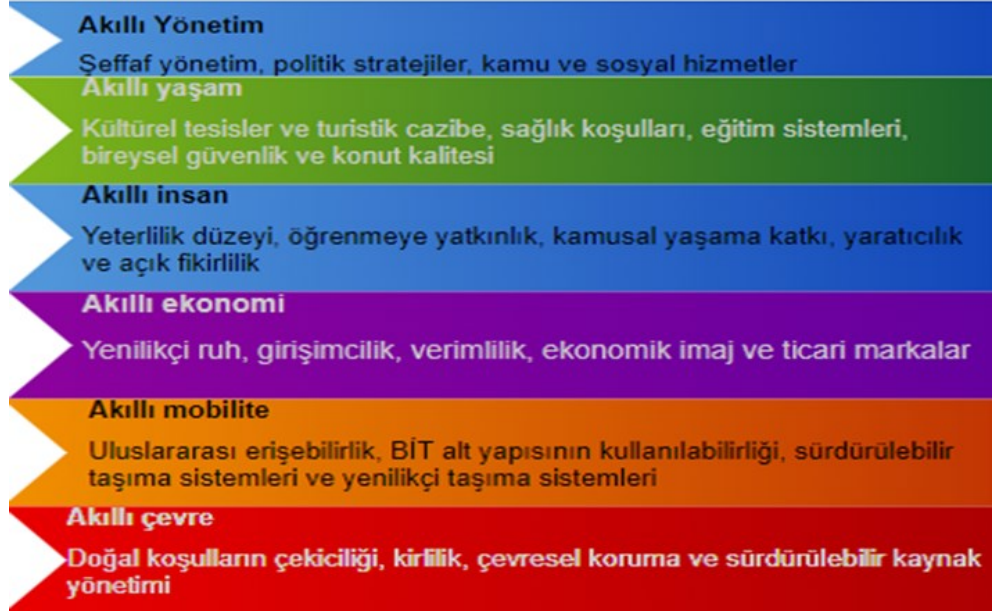 Akıllı Yönetim
Şeffaf yönetim, politik stratejiler, kamu ve sosyal hizmetler
Akıllı yaşam
Kültürel tesisler ve turistik cazibe, sağlık koşulları, eğitim sistemleri,
bireysel güvenlik ve konut kalitesi
Akıllı insan
Yeterlilik düzeyi, öğrenmeye yatkınlık, kamusal yaşama katkı, yaratıcılık
ve açık fikirlilik
Akıllı ekonomi
Yenilikçi ruh, girişimcilik, verimlilik, ekonomik imaj ve ticari markalar
Akıllı mobilite
Uluslararası erişebilirlik, BİT alt yapısının kullanılabilirliği, sürdürülebilir
taşıma sistemleri ve yenilikçi taşıma sistemleri
Akıllı çevre
Doğal koşulların çekiciliği, kirlilik, çevresel koruma ve sürdürülebilir kaynak
yönetimi